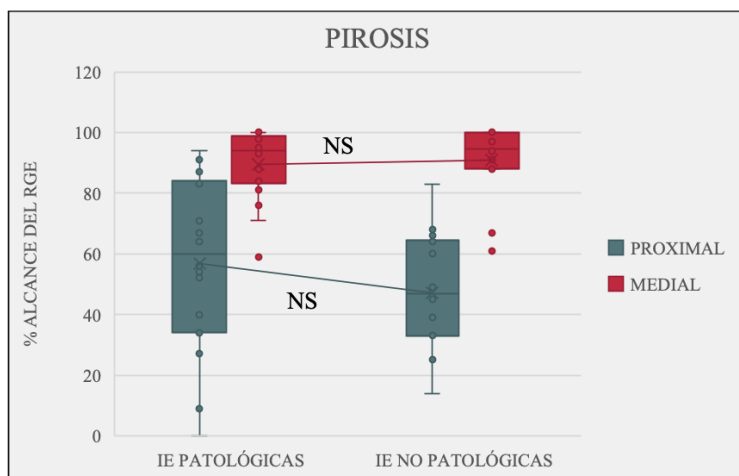 PIROSIS
% ALCANCE DEL RGE
120
100
80
60
40
20
0
NS
NS
IE PATOLÓGICAS
IE NO PATOLÓGICAS
PROXIMAL
MEDIAL